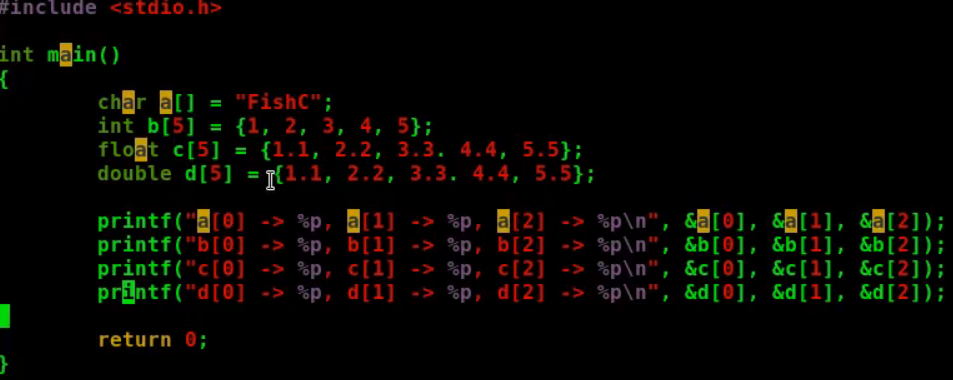 #include <stdio.h>
int main()
{
char a[] = "FishC";
int b[5] = {1, 2, 3, 4, 5};
float c[5] = {1.1, 2.2, 3.3. 4.4, 5.5};
double d[5] = {1.1, 2.2, 3.3. 4.4, 5.5};
printf("a[0] -> %p, a[1] -> %p, a[2] -> %p\n", &a[0], &a[1], &a[2]);
printf("b[0] -> %p, b[1] -> %p, b[2] -> %p\n", &b[0], &b[1], &b[2]);
printf("c[0] -> %p, c[1] -> %p, c[2] -> %p\n", &c[0], &c[1], &c[2]);
printf("d[0] -> %p, d[1] -> %p, d[2] -> %p\n", &d[0], &d[1], &d[2]);
return 0;
}